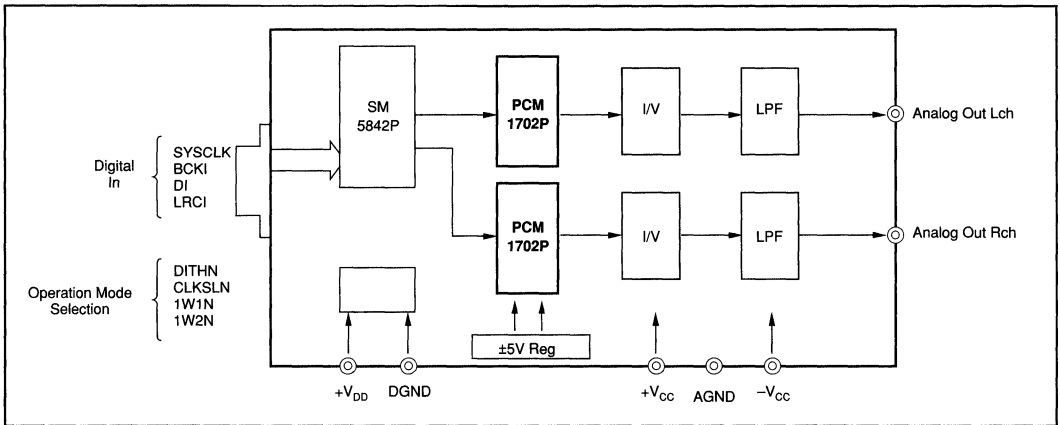 SM
5842P
PCM
1702P
I/V
LPF
Analog Out Lch
Digital
In
SYSCLK
BCKI
DI
LRCI
PCM
1702P
I/V
LPF
Analog Out Rch
Operation Mode
Selection
DITHN
CLKSLN
1W1N
1W2N
±5V Reg
+VDD
DGND
+VCC
AGND
–VCC